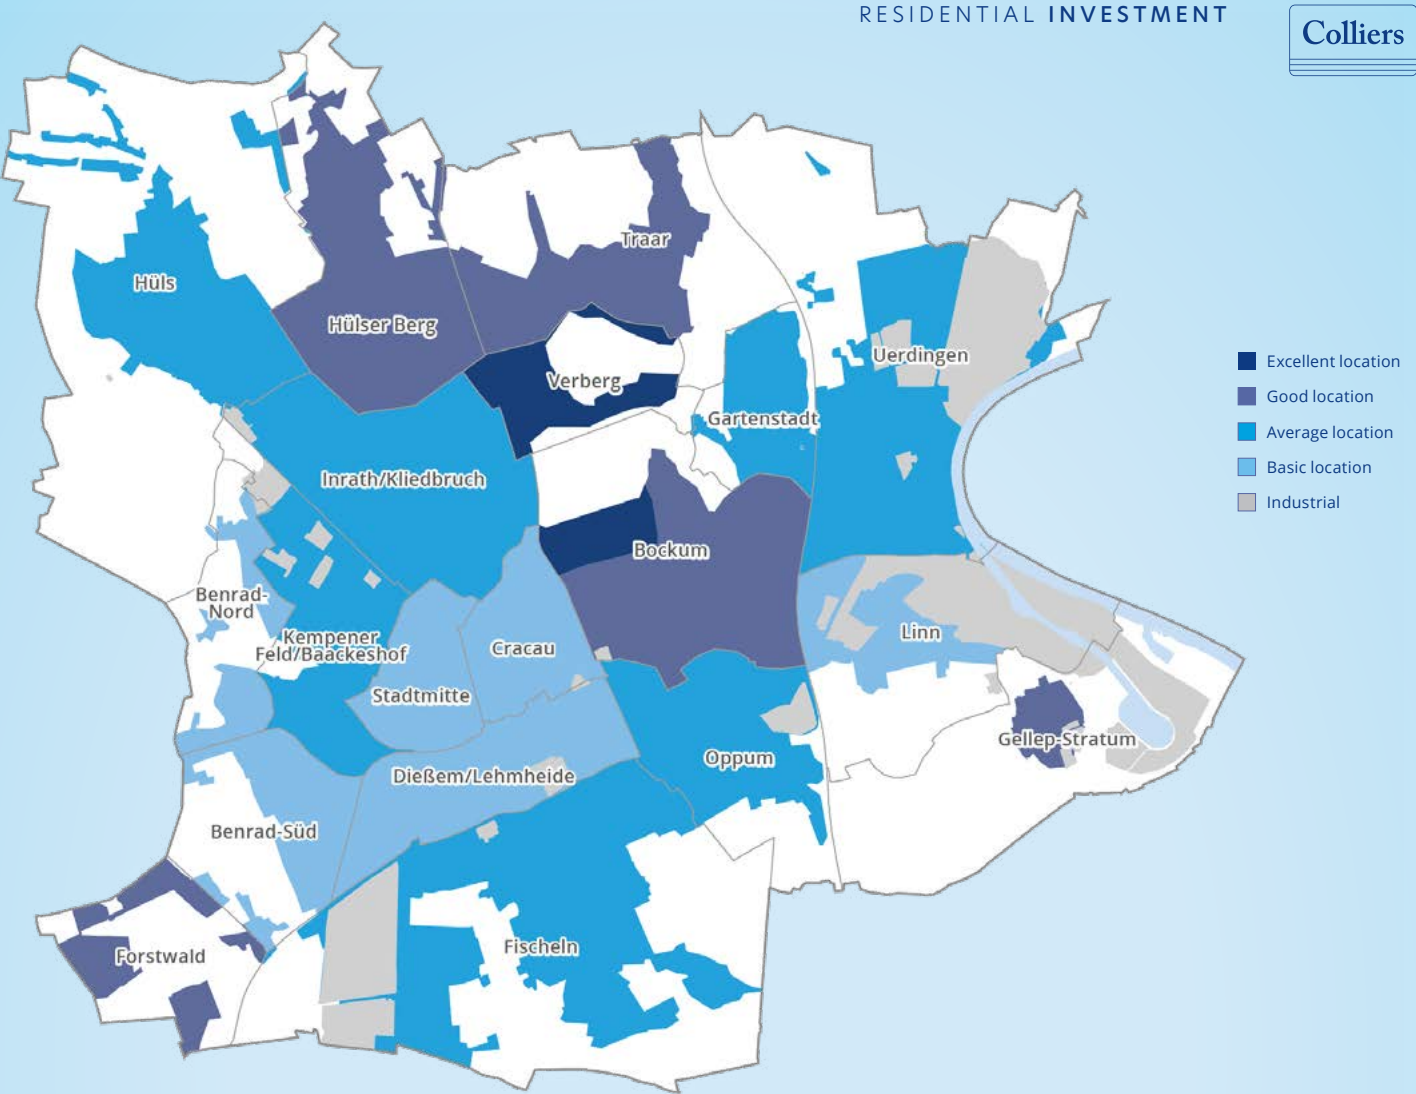 RESIDENTIAL INVESTMENT
Colliers
Traar
Hüls
Hülser Berg
Uerdingen
Verberg
Gartenstadt
Inrath/Kliedbruch
Bockum
Benrad-
Nord
Kempener
Feld/Baackeshof
Cracau
Linn
Stadtmitte
Gellep-Stratum
Oppum
Dießem/Lehmheide
Benrad-Süd
Fischeln
Forstwald
Excellent location
Good location
Average location
Basic location
Industrial